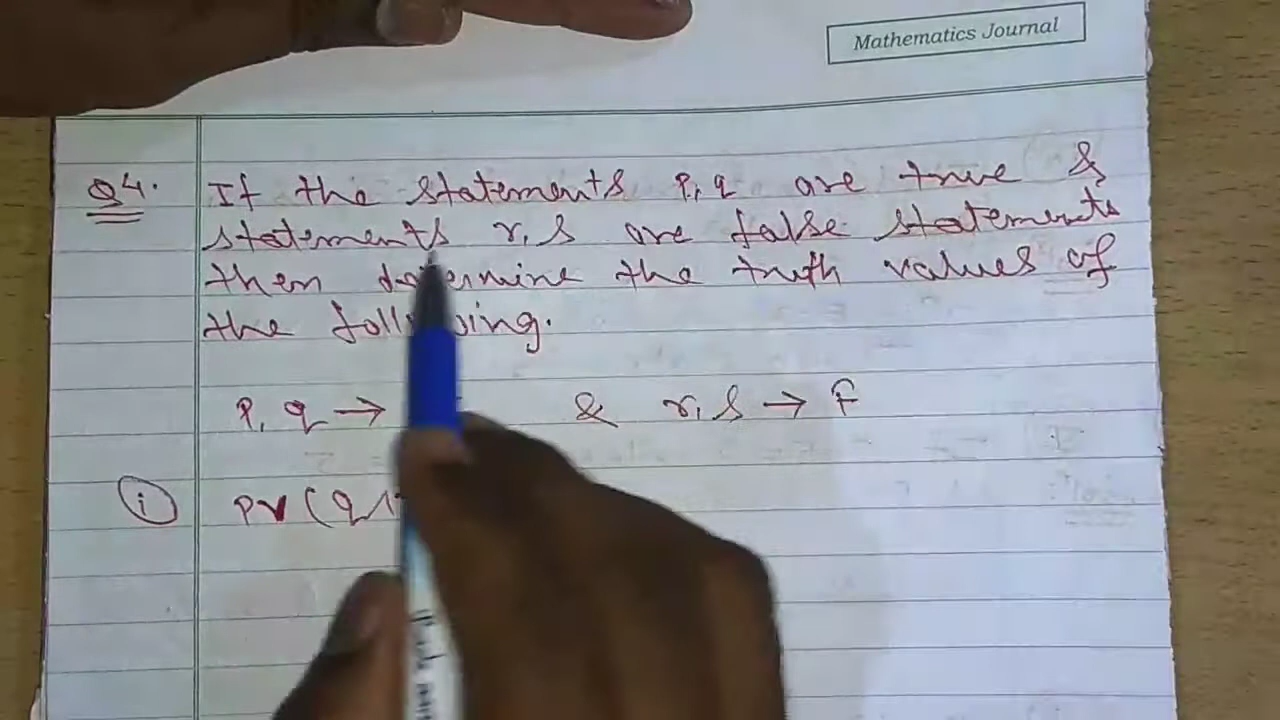 Mathematics Journal
Q4. If the statements p, q are true &
statements r, s are false statements
then determine the truth values of
the following.
p, q → & r, s → F
i p∨(q∧